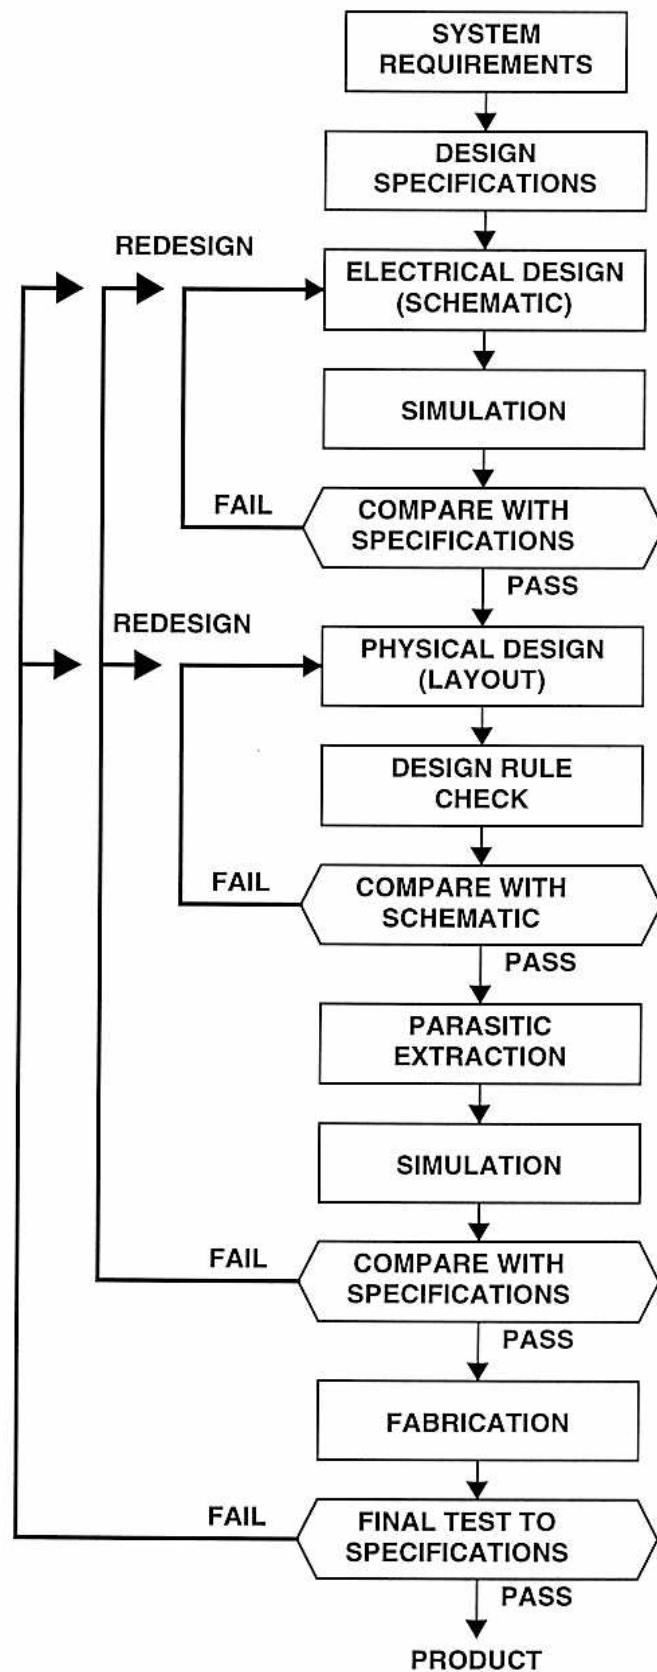 SYSTEM
REQUIREMENTS
DESIGN
SPECIFICATIONS
REDESIGN
ELECTRICAL DESIGN
(SCHEMATIC)
SIMULATION
FAIL
COMPARE WITH
SPECIFICATIONS
PASS
REDESIGN
PHYSICAL DESIGN
(LAYOUT)
DESIGN RULE
CHECK
FAIL
COMPARE WITH
SCHEMATIC
PASS
PARASITIC
EXTRACTION
SIMULATION
FAIL
COMPARE WITH
SPECIFICATIONS
PASS
FABRICATION
FAIL
FINAL TEST TO
SPECIFICATIONS
PASS
PRODUCT